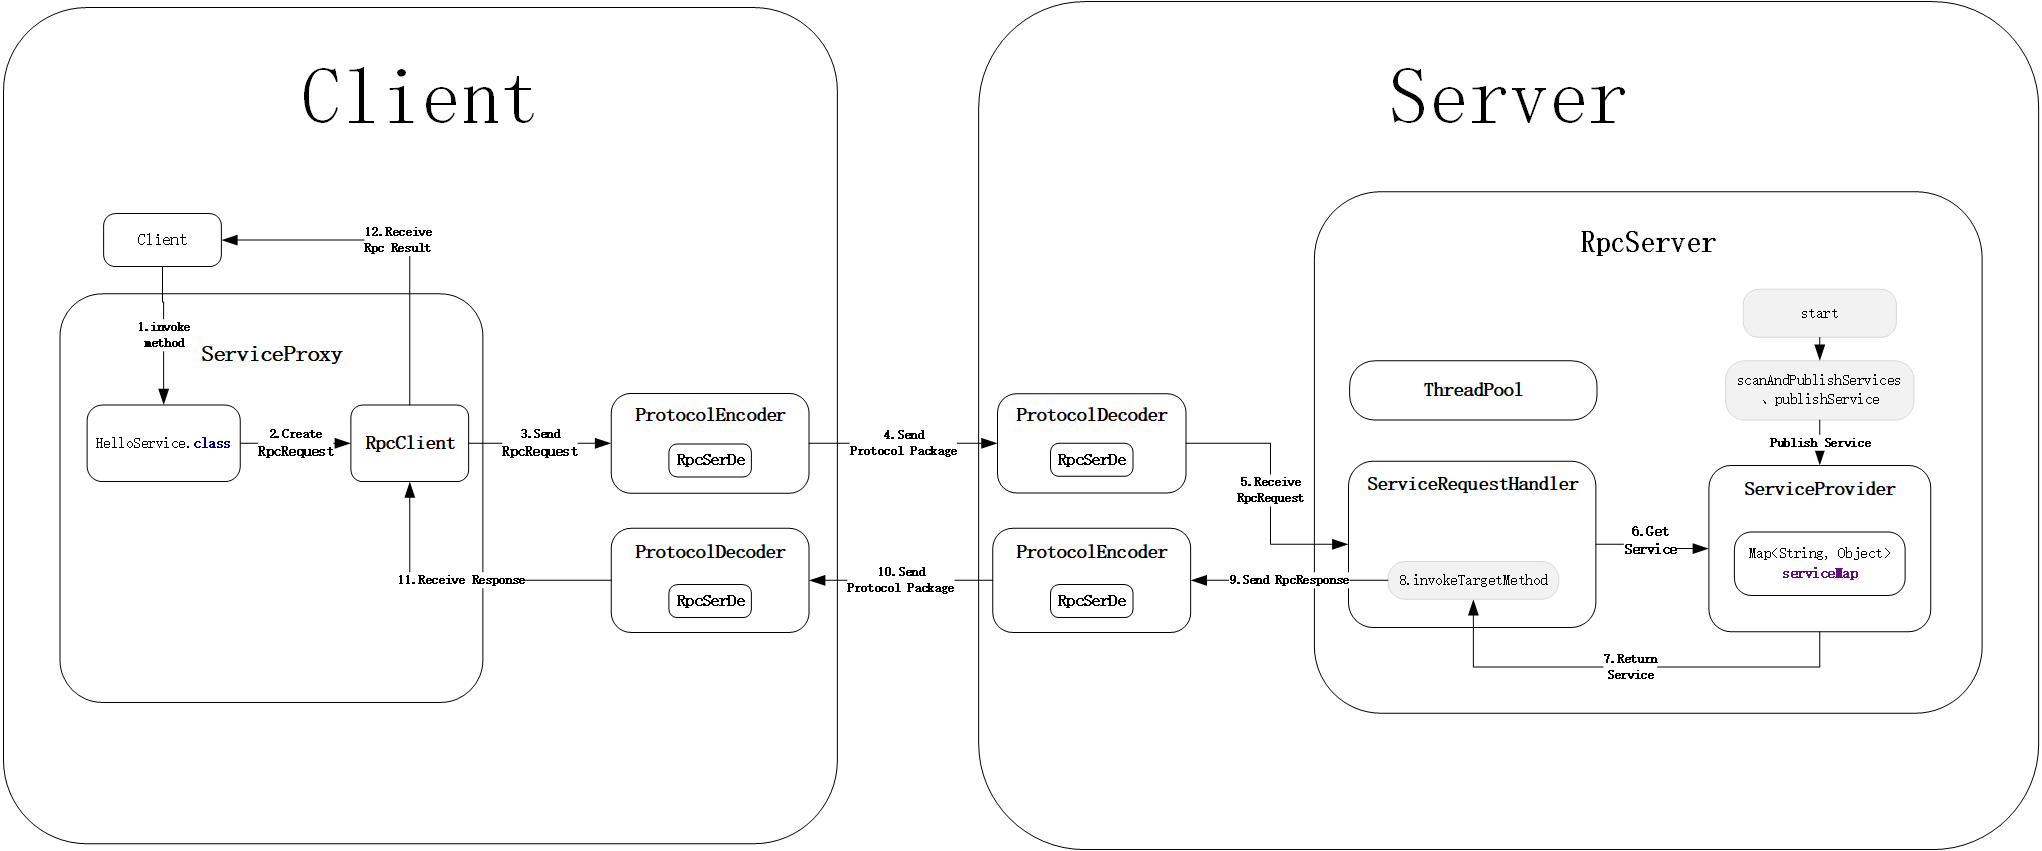 Client
Server
Client
12.Receive
Rpc Result
1.invoke
method
ServiceProxy
HelloService.class
2.Create
RpcRequest
RpcClient
3.Send
RpcRequest
ProtocolEncoder
RpcSerDe
4.Send
Protocol Package
ProtocolDecoder
RpcSerDe
5.Receive
RpcRequest
RpcServer
start
scanAndPublishServices
、publishService
Publish Service
ThreadPool
ServiceRequestHandler
6.Get
Service
ServiceProvider
Map<String, Object>
serviceMap
7.Return
Service
8.invokeTargetMethod
9.Send RpcResponse
ProtocolEncoder
RpcSerDe
10.Send
Protocol Package
ProtocolDecoder
RpcSerDe
11.Receive Response